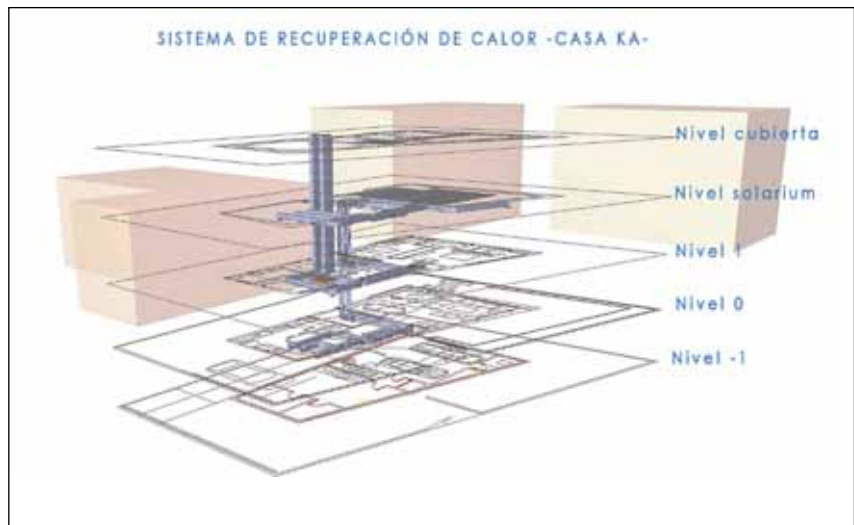 SISTEMA DE RECUPERACIÓN DE CALOR -CASA KA-
Nivel cubierta
Nivel solarium
Nivel 1
Nivel 0
Nivel -1